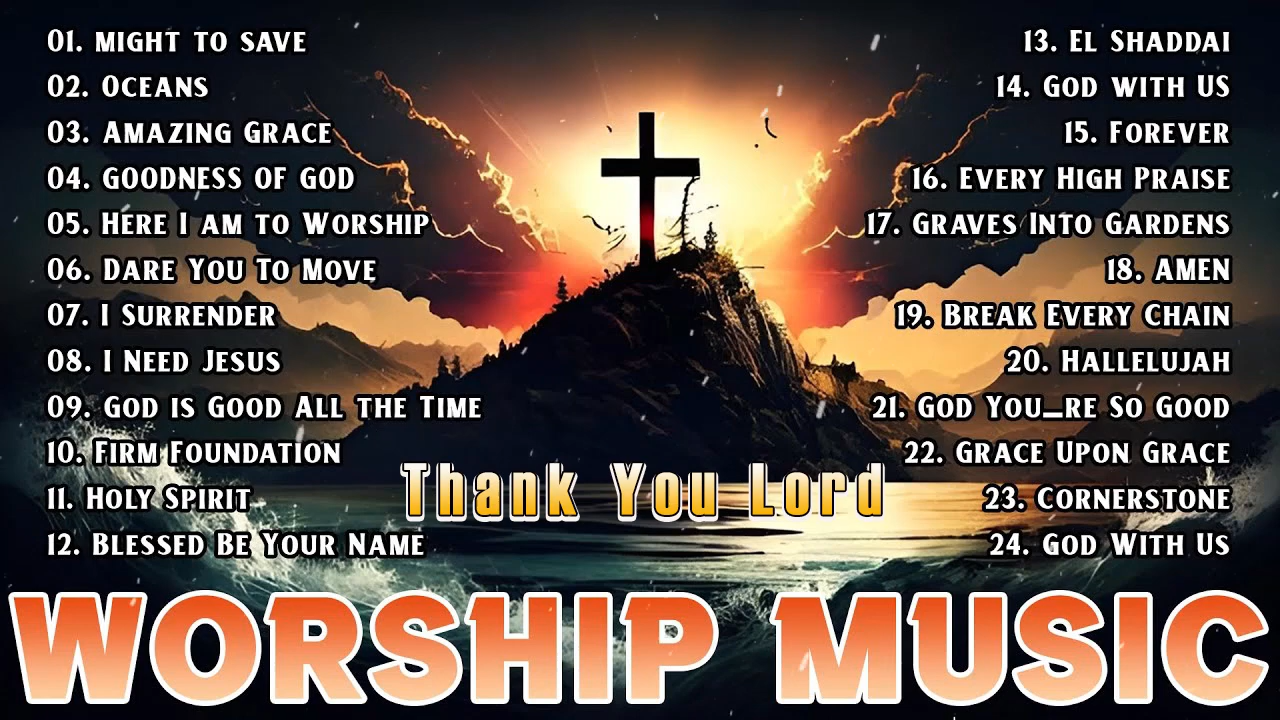 01. MIGHT TO SAVE
02. OCEANS
03. AMAZING GRACE
04. GOODNESS OF GOD
05. HERE I AM TO WORSHIP
06. DARE YOU TO MOVE
07. I SURRENDER
08. I NEED JESUS
09. GOD IS GOOD ALL THE TIME
10. FIRM FOUNDATION
11. HOLY SPIRIT
12. BLESSED BE YOUR NAME
13. EL SHADDAI
14. GOD WITH US
15. FOREVER
16. EVERY HIGH PRAISE
17. GRAVES INTO GARDENS
18. AMEN
19. BREAK EVERY CHAIN
20. HALLELUJAH
21. GOD YOU_RE SO GOOD
22. GRACE UPON GRACE
23. CORNERSTONE
24. GOD WITH US
Thank You Lord
WORSHIP MUSIC